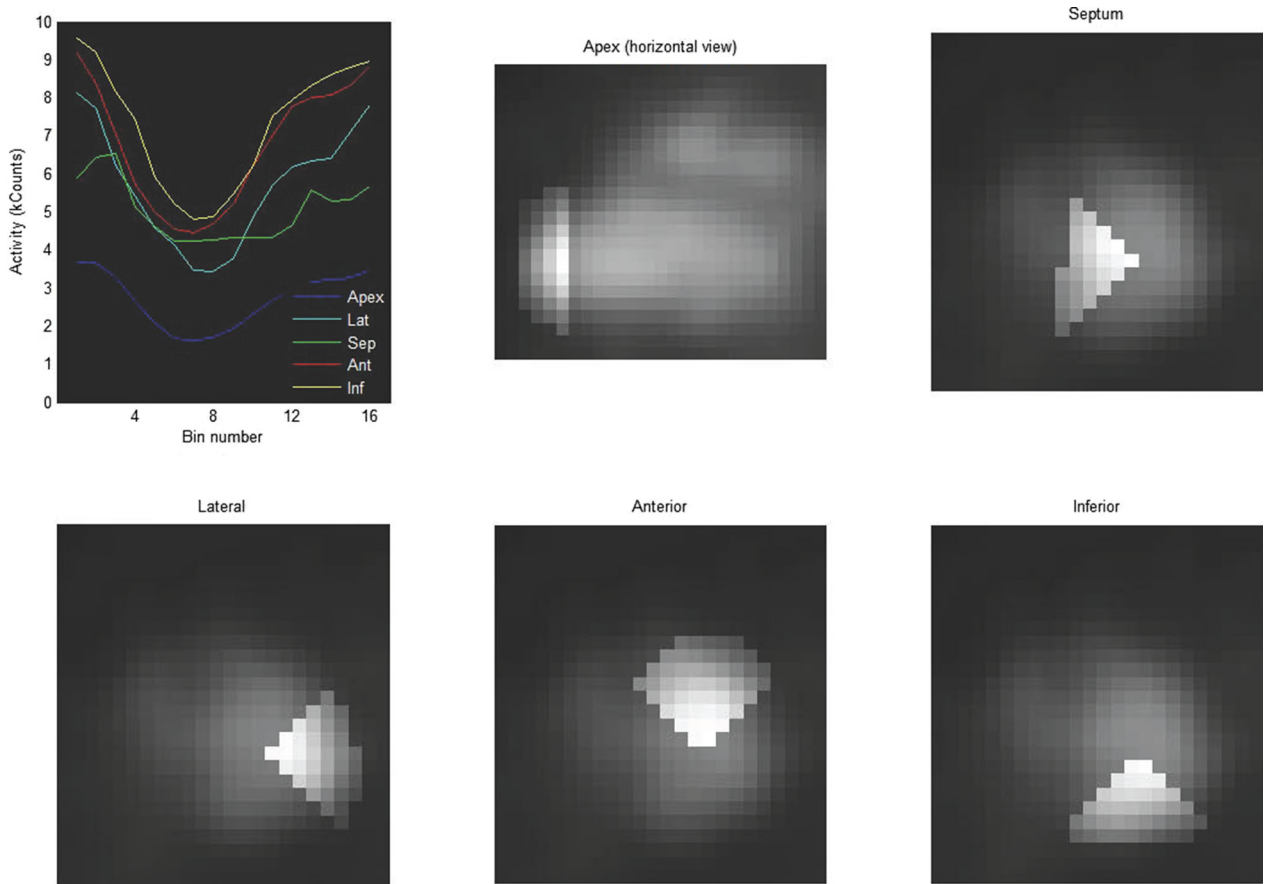 Septum
Apex (horizontal view)
10
9
8
7
6
5
4
3
2
1
0
Activity (kCounts)
Apex
Lat
Sep
Ant
Inf
4 8 12 16
Bin number
Lateral
Anterior
Inferior